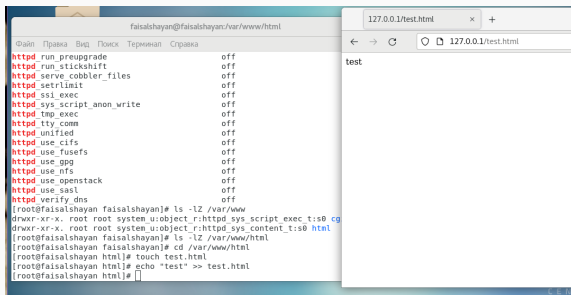 faisalshayan@faisalshayan:/var/www/html
Файл Правка Вид Поиск Терминал Справка
httpd_run_preupgrade off
httpd_run_stickshift off
httpd_serve_cobbler_files off
httpd_setrlimit off
httpd_ssi_exec off
httpd_sys_script_anon_write off
httpd_tmp_exec off
httpd_tty_comm off
httpd_unified off
httpd_use_cifs off
httpd_use_fusefs off
httpd_use_gpg off
httpd_use_nfs off
httpd_use_openstack off
httpd_use_sasl off
httpd_verify_dns off
[root@faisalshayan faisalshayan]# ls -lZ /var/www
drwxr-xr-x. root root system_u:object_r:httpd_sys_script_exec_t:s0 cg
drwxr-xr-x. root root system_u:object_r:httpd_sys_content_t:s0 html
[root@faisalshayan faisalshayan]# ls -lZ /var/www/html
[root@faisalshayan faisalshayan]# cd /var/www/html
[root@faisalshayan html]# touch test.html
[root@faisalshayan html]# echo "test" >> test.html
[root@faisalshayan html]#
127.0.0.1/test.html × +
127.0.0.1/test.html
test